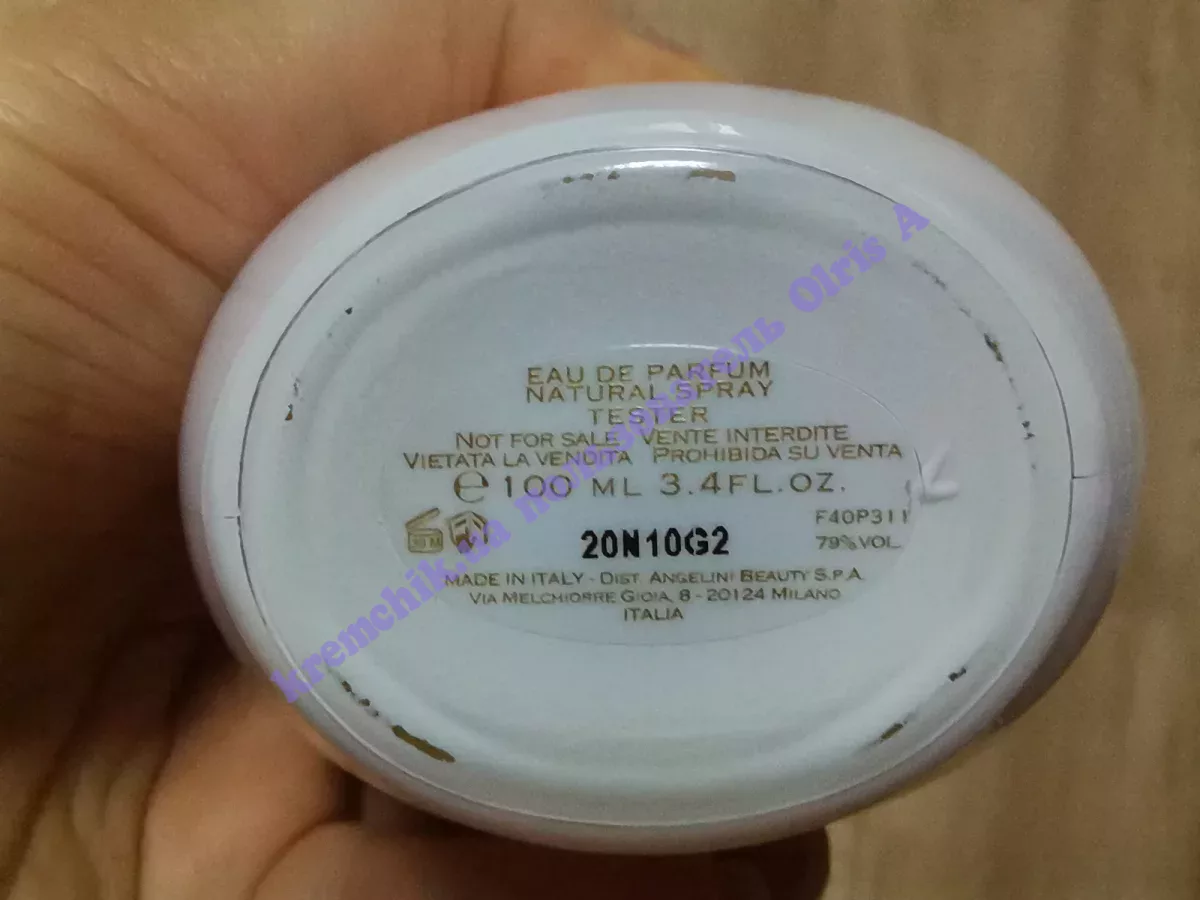 EAU DE PARFUM
NATURAL SPRAY
TESTER
NOT FOR SALE VENTE INTERDITE
VIETATA LA VENDITA PROHIBIDA SU VENTA
e 100 ML 3.4FL.OZ.
F40P311
20N10G2
79%VOL.
MADE IN ITALY - DIST. ANGELINI BEAUTY S.P.A.
VIA MELCHIORRE GIOIA, 8 - 20124 MILANO
ITALIA
kremchik.ua пользователь Olris A